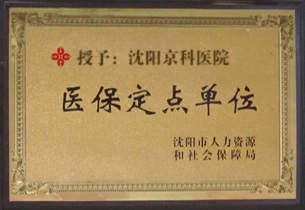 授予：沈阳京科医院
医保定点单位
沈阳市人力资源
和社会保障局